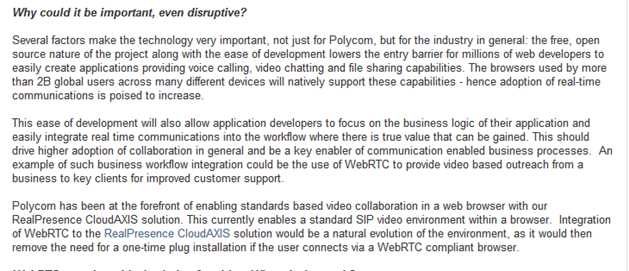 Why could it be important, even disruptive?
Several factors make the technology very important, not just for Polycom, but for the industry in general: the free, open
source nature of the project along with the ease of development lowers the entry barrier for millions of web developers to
easily create applications providing voice calling, video chatting and file sharing capabilities. The browsers used by more
than 2B global users across many different devices will natively support these capabilities - hence adoption of real-time
communications is poised to increase.
This ease of development will also allow application developers to focus on the business logic of their application and
easily integrate real time communications into the workflow where there is true value that can be gained. This should
drive higher adoption of collaboration in general and be a key enabler of communication enabled business processes. An
example of such business workflow integration could be the use of WebRTC to provide video based outreach from a
business to key clients for improved customer support.
Polycom has been at the forefront of enabling standards based video collaboration in a web browser with our
RealPresence CloudAXIS solution. This currently enables a standard SIP video environment within a browser. Integration
of WebRTC to the RealPresence CloudAXIS solution would be a natural evolution of the environment, as it would then
remove the need for a one-time plug installation if the user connects via a WebRTC compliant browser.